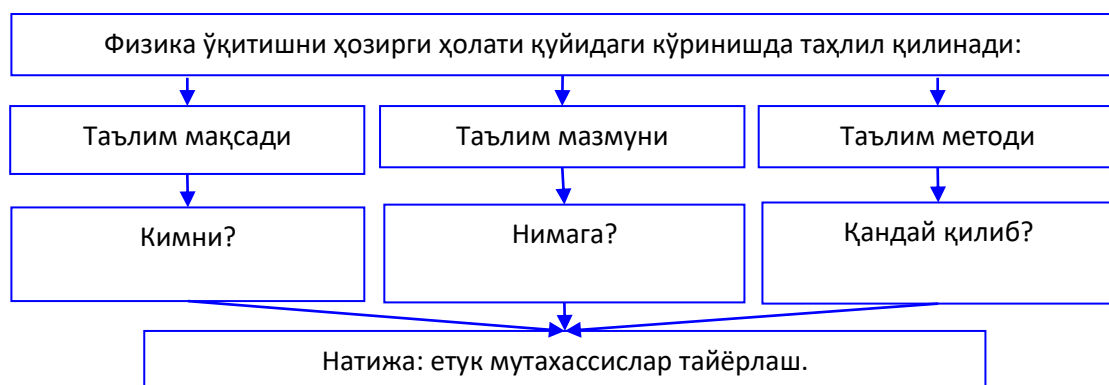 Физика ўқитишни ҳозирги ҳолати қуйидаги кўринишда таҳлил қилинади:
Таълим мақсади
Таълим мазмуни
Таълим методи
Кимни?
Нимага?
Қандай қилиб?
Натижа: етук мутахассислар тайёрлаш.